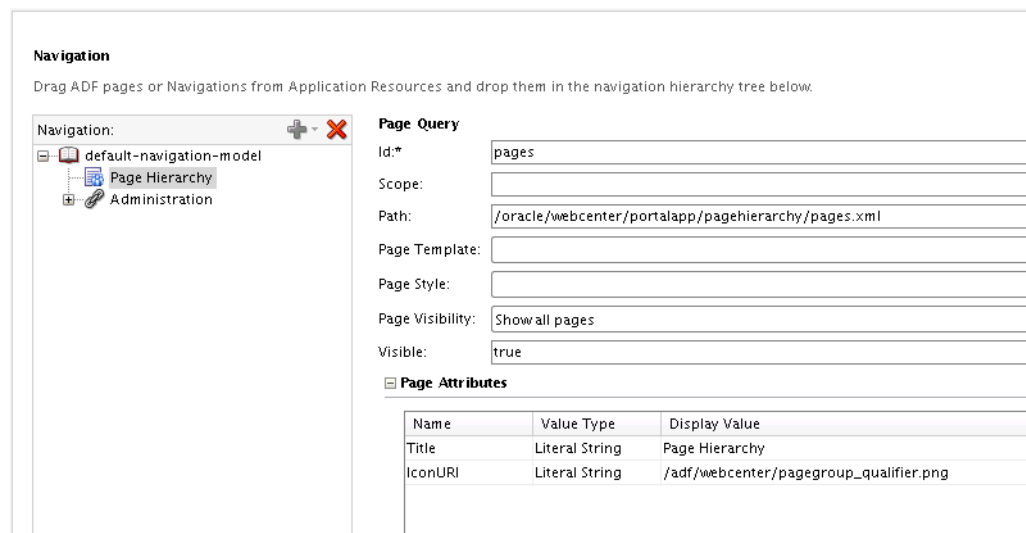 Navigation
Drag ADF pages or Navigations from Application Resources and drop them in the navigation hierarchy tree below.
Navigation:
default-navigation-model
Page Hierarchy
Administration
Page Query
Id:* pages
Scope:
Path: /oracle/webcenter/portalapp/pagehierarchy/pages.xml
Page Template:
Page Style:
Page Visibility: Show all pages
Visible: true
Page Attributes
Name Value Type Display Value
Title Literal String Page Hierarchy
IconURI Literal String /adf/webcenter/pagegroup_qualifier.png